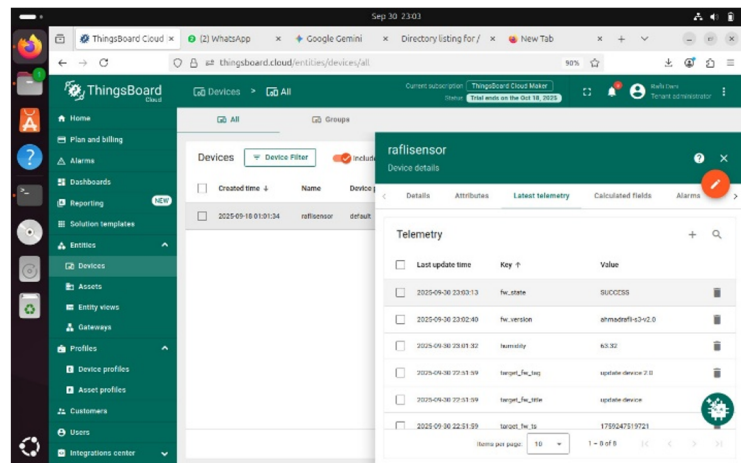 Sep 30 23:03
ThingsBoard Cloud
(2) WhatsApp
Google Gemini
Directory listing for /
New Tab
thingsboard.cloud/entities/devices/all
90%
ThingsBoard
Cloud
Devices > All
Current subscription ThingsBoard Cloud Maker
Status Trial ends on the Oct 18, 2025
Tenant administrator
Home
Plan and billing
Alarms
Dashboards
Reporting NEW
Solution templates
Entities
Devices
Assets
Entity views
Gateways
Profiles
Device profiles
Asset profiles
Customers
Users
Integrations center
All
Groups
Devices
Device Filter
Include
Created time
Name
Device p
2025-09-18 01:01:34
raflisensor
default
raflisensor
Device details
Details
Attributes
Latest telemetry
Calculated fields
Alarms
Telemetry
Last update time
Key
Value
2025-09-30 23:03:13 fw_state SUCCESS
2025-09-30 23:02:40 fw_version ahmadrafli-s3-v2.0
2025-09-30 23:01:32 humidity 63.32
2025-09-30 22:51:59 target_fw_tag update device 2.0
2025-09-30 22:51:59 target_fw_title update device
2025-09-30 22:51:59 target_fw_ts 1759247519721
Items per page: 10
1 – 8 of 8